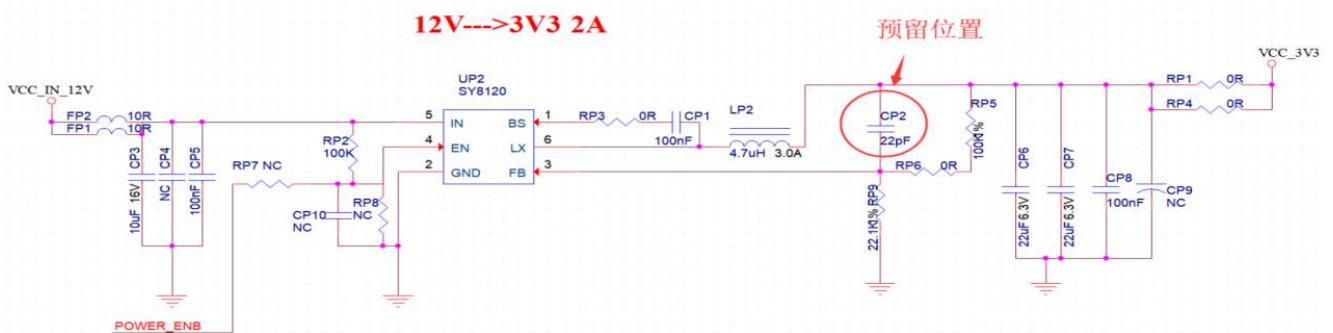 12V--->3V3 2A
预留位置
VCC_IN_12V
VCC_3V3
UP2
SY8120
FP2 10R
FP1 10R
5 IN BS 1
4 EN LX 6
2 GND FB 3
RP3 0R
CP1
100nF
LP2
4.7uH 3.0A
CP2
22pF
RP5
100K1%
RP6 0R
RP9
22.1K1%
RP1 0R
RP4 0R
RP2
100K
RP7 NC
RP8
NC
CP10
NC
CP3
10uF 16V
CP4
NC
CP5
100nF
CP6
22uF 6.3V
CP7
22uF 6.3V
CP8
100nF
CP9
NC
POWER_ENB